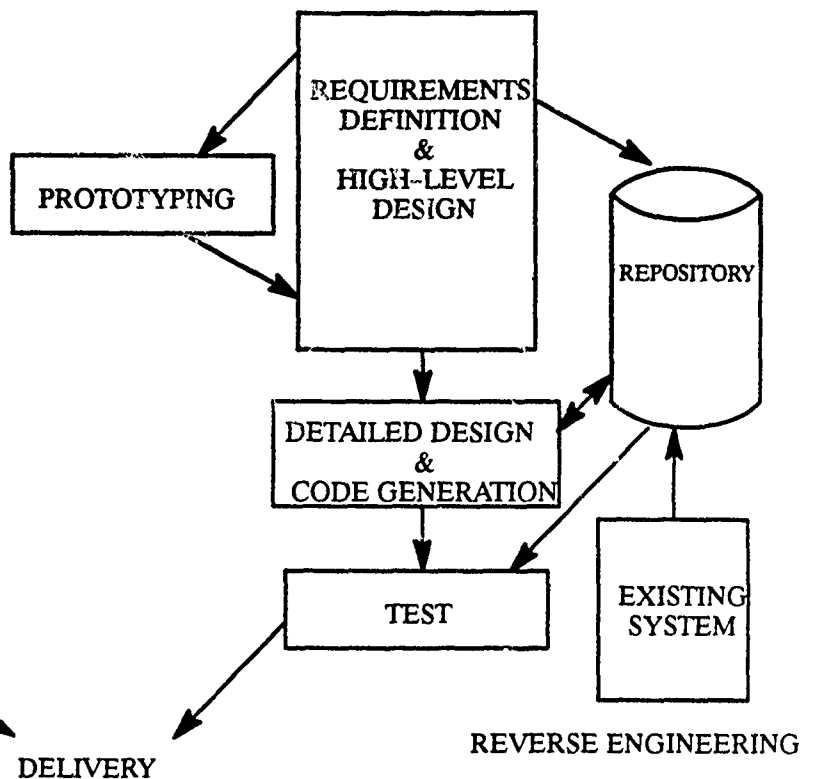 REQUIREMENTS
DEFINITION
&
HIGH-LEVEL
DESIGN
PROTOTYPING
REPOSITORY
DETAILED DESIGN
&
CODE GENERATION
TEST
EXISTING
SYSTEM
REVERSE ENGINEERING
DELIVERY